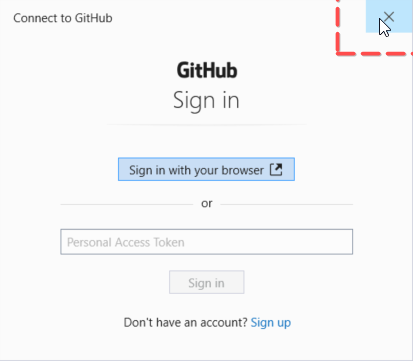 Connect to GitHub
GitHub
Sign in
Sign in with your browser
or
Personal Access Token
Sign in
Don't have an account? Sign up